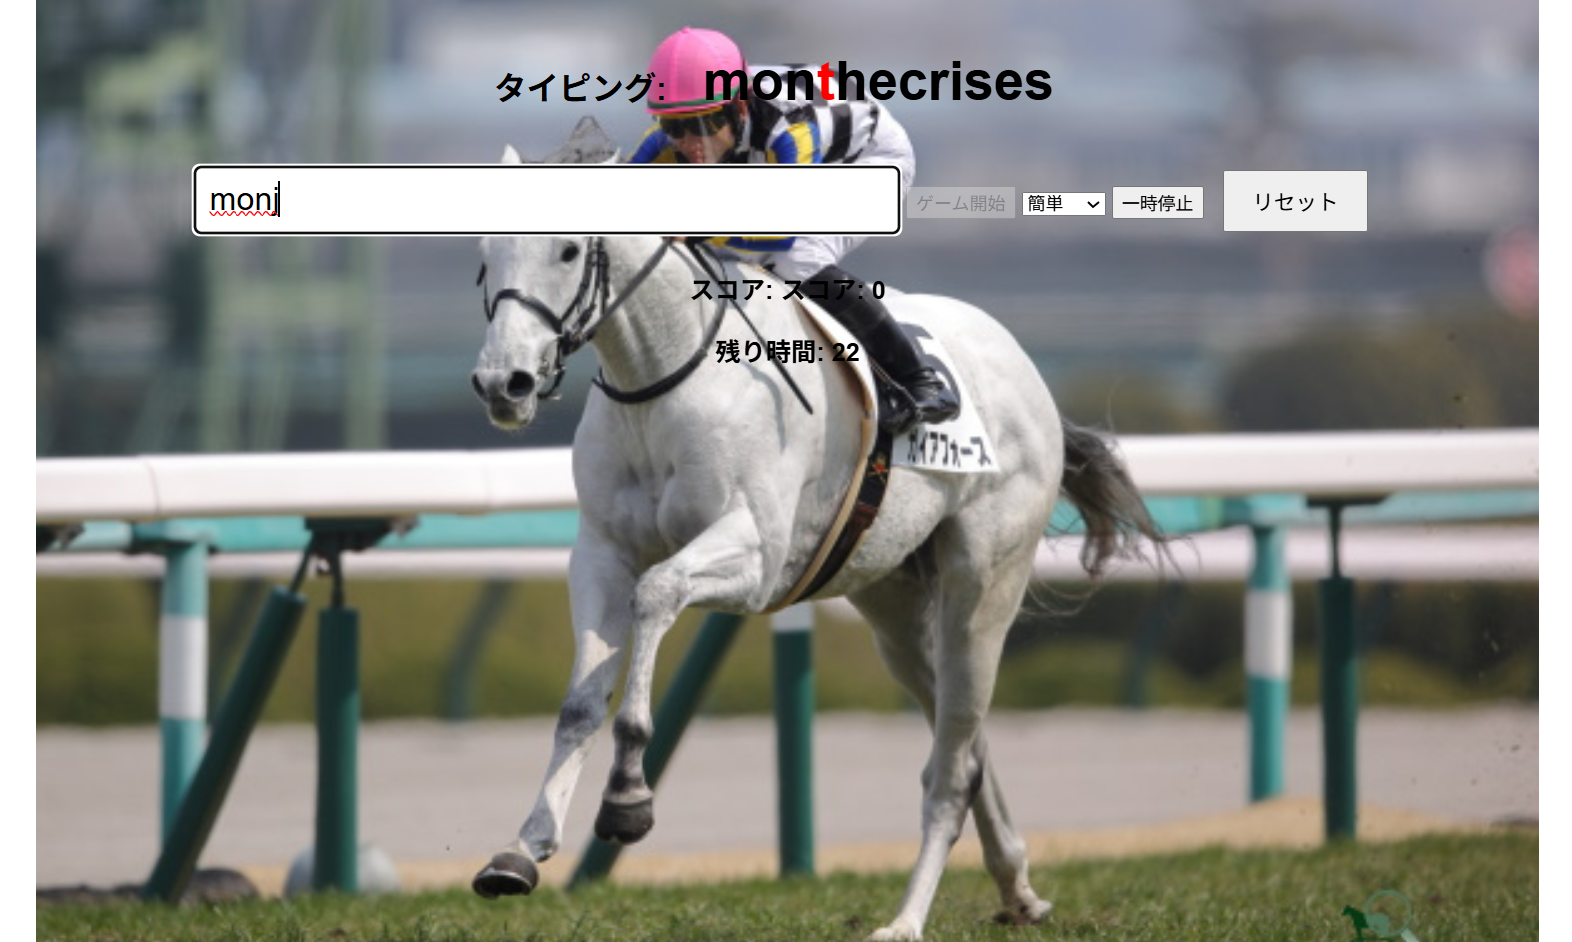 タイピング: monthecrises
monj ゲーム開始 簡単 一時停止 リセット
スコア: スコア: 0
残り時間: 22
5
ガイアフォース